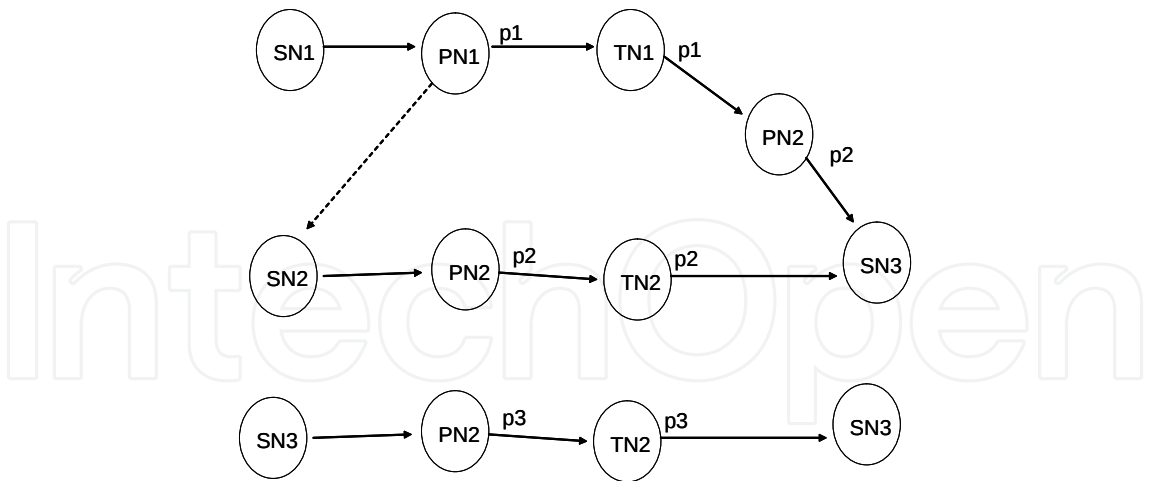 SN1 PN1 p1 TN1 p1
PN2 p2
SN2 PN2 p2 TN2 p2 SN3
SN3 PN2 p3 TN2 p3 SN3
IntechOpen